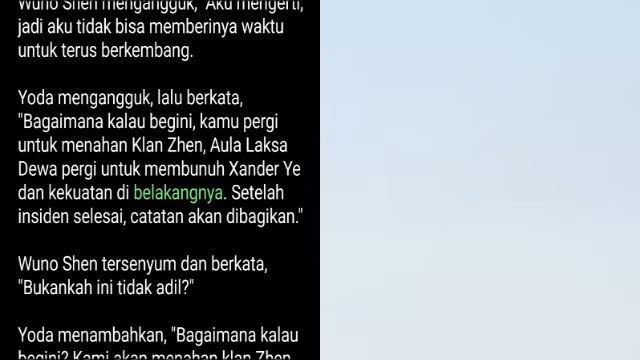 Wuno Shen mengangguk, "Aku mengerti,
jadi aku tidak bisa memberinya waktu
untuk terus berkembang.
Yoda mengangguk, lalu berkata,
"Bagaimana kalau begini, kamu pergi
untuk menahan Klan Zhen, Aula Laksa
Dewa pergi untuk membunuh Xander Ye
dan kekuatan di belakangnya. Setelah
insiden selesai, catatan akan dibagikan."
Wuno Shen tersenyum dan berkata,
"Bukankah ini tidak adil?"
Yoda menambahkan, "Bagaimana kalau
begini? Kami akan menahan klan Zhen